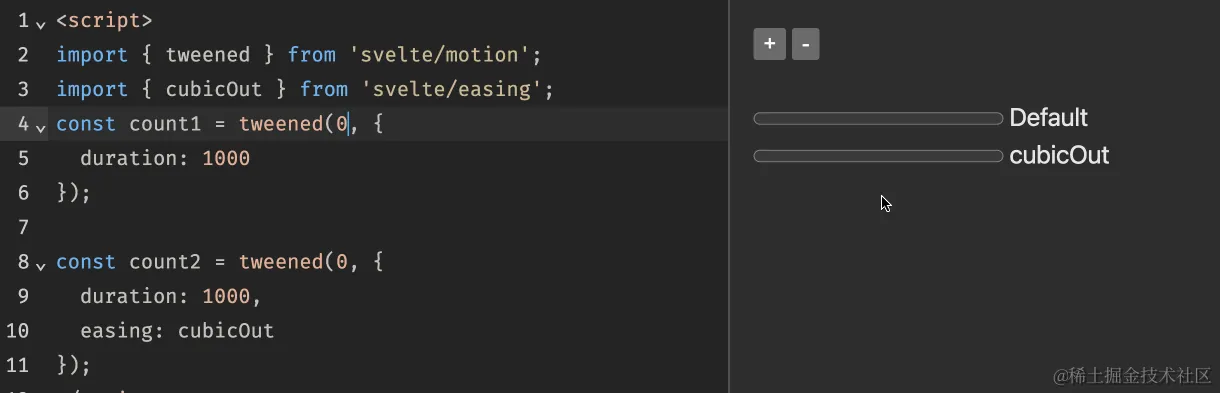 1 <script>
2 import { tweened } from 'svelte/motion';
3 import { cubicOut } from 'svelte/easing';
4 const count1 = tweened(0, {
5 duration: 1000
6 });
7
8 const count2 = tweened(0, {
9 duration: 1000,
10 easing: cubicOut
11 });
+ -
Default
cubicOut
@稀土掘金技术社区